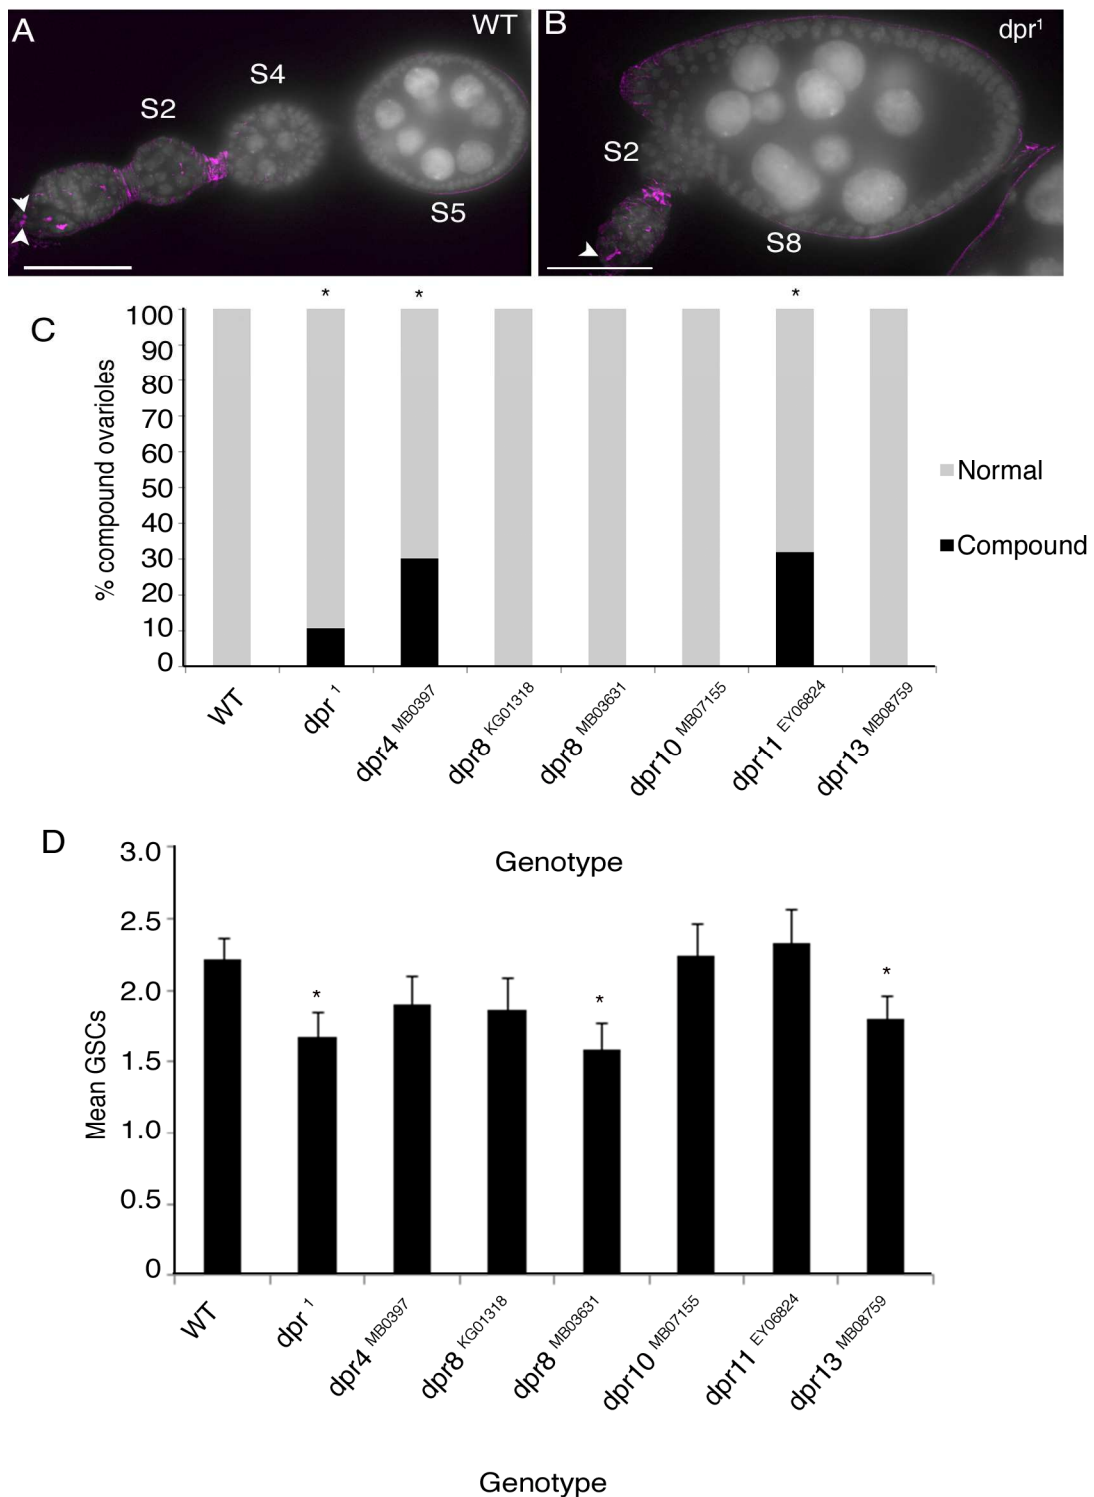 A
WT
S2
S4
S5
B
dpr1
S2
S8
C
* * *
% compound ovarioles
100
90
80
70
60
50
40
30
20
10
0
Normal
Compound
WT
dpr 1
dpr4 MB0397
dpr8 KG01318
dpr8 MB03631
dpr10 MB07155
dpr11 EY06824
dpr13 MB08759
Genotype
D
Mean GSCs
3.0
2.5
2.0
1.5
1.0
0.5
0
* * *
WT
dpr 1
dpr4 MB0397
dpr8 KG01318
dpr8 MB03631
dpr10 MB07155
dpr11 EY06824
dpr13 MB08759
Genotype